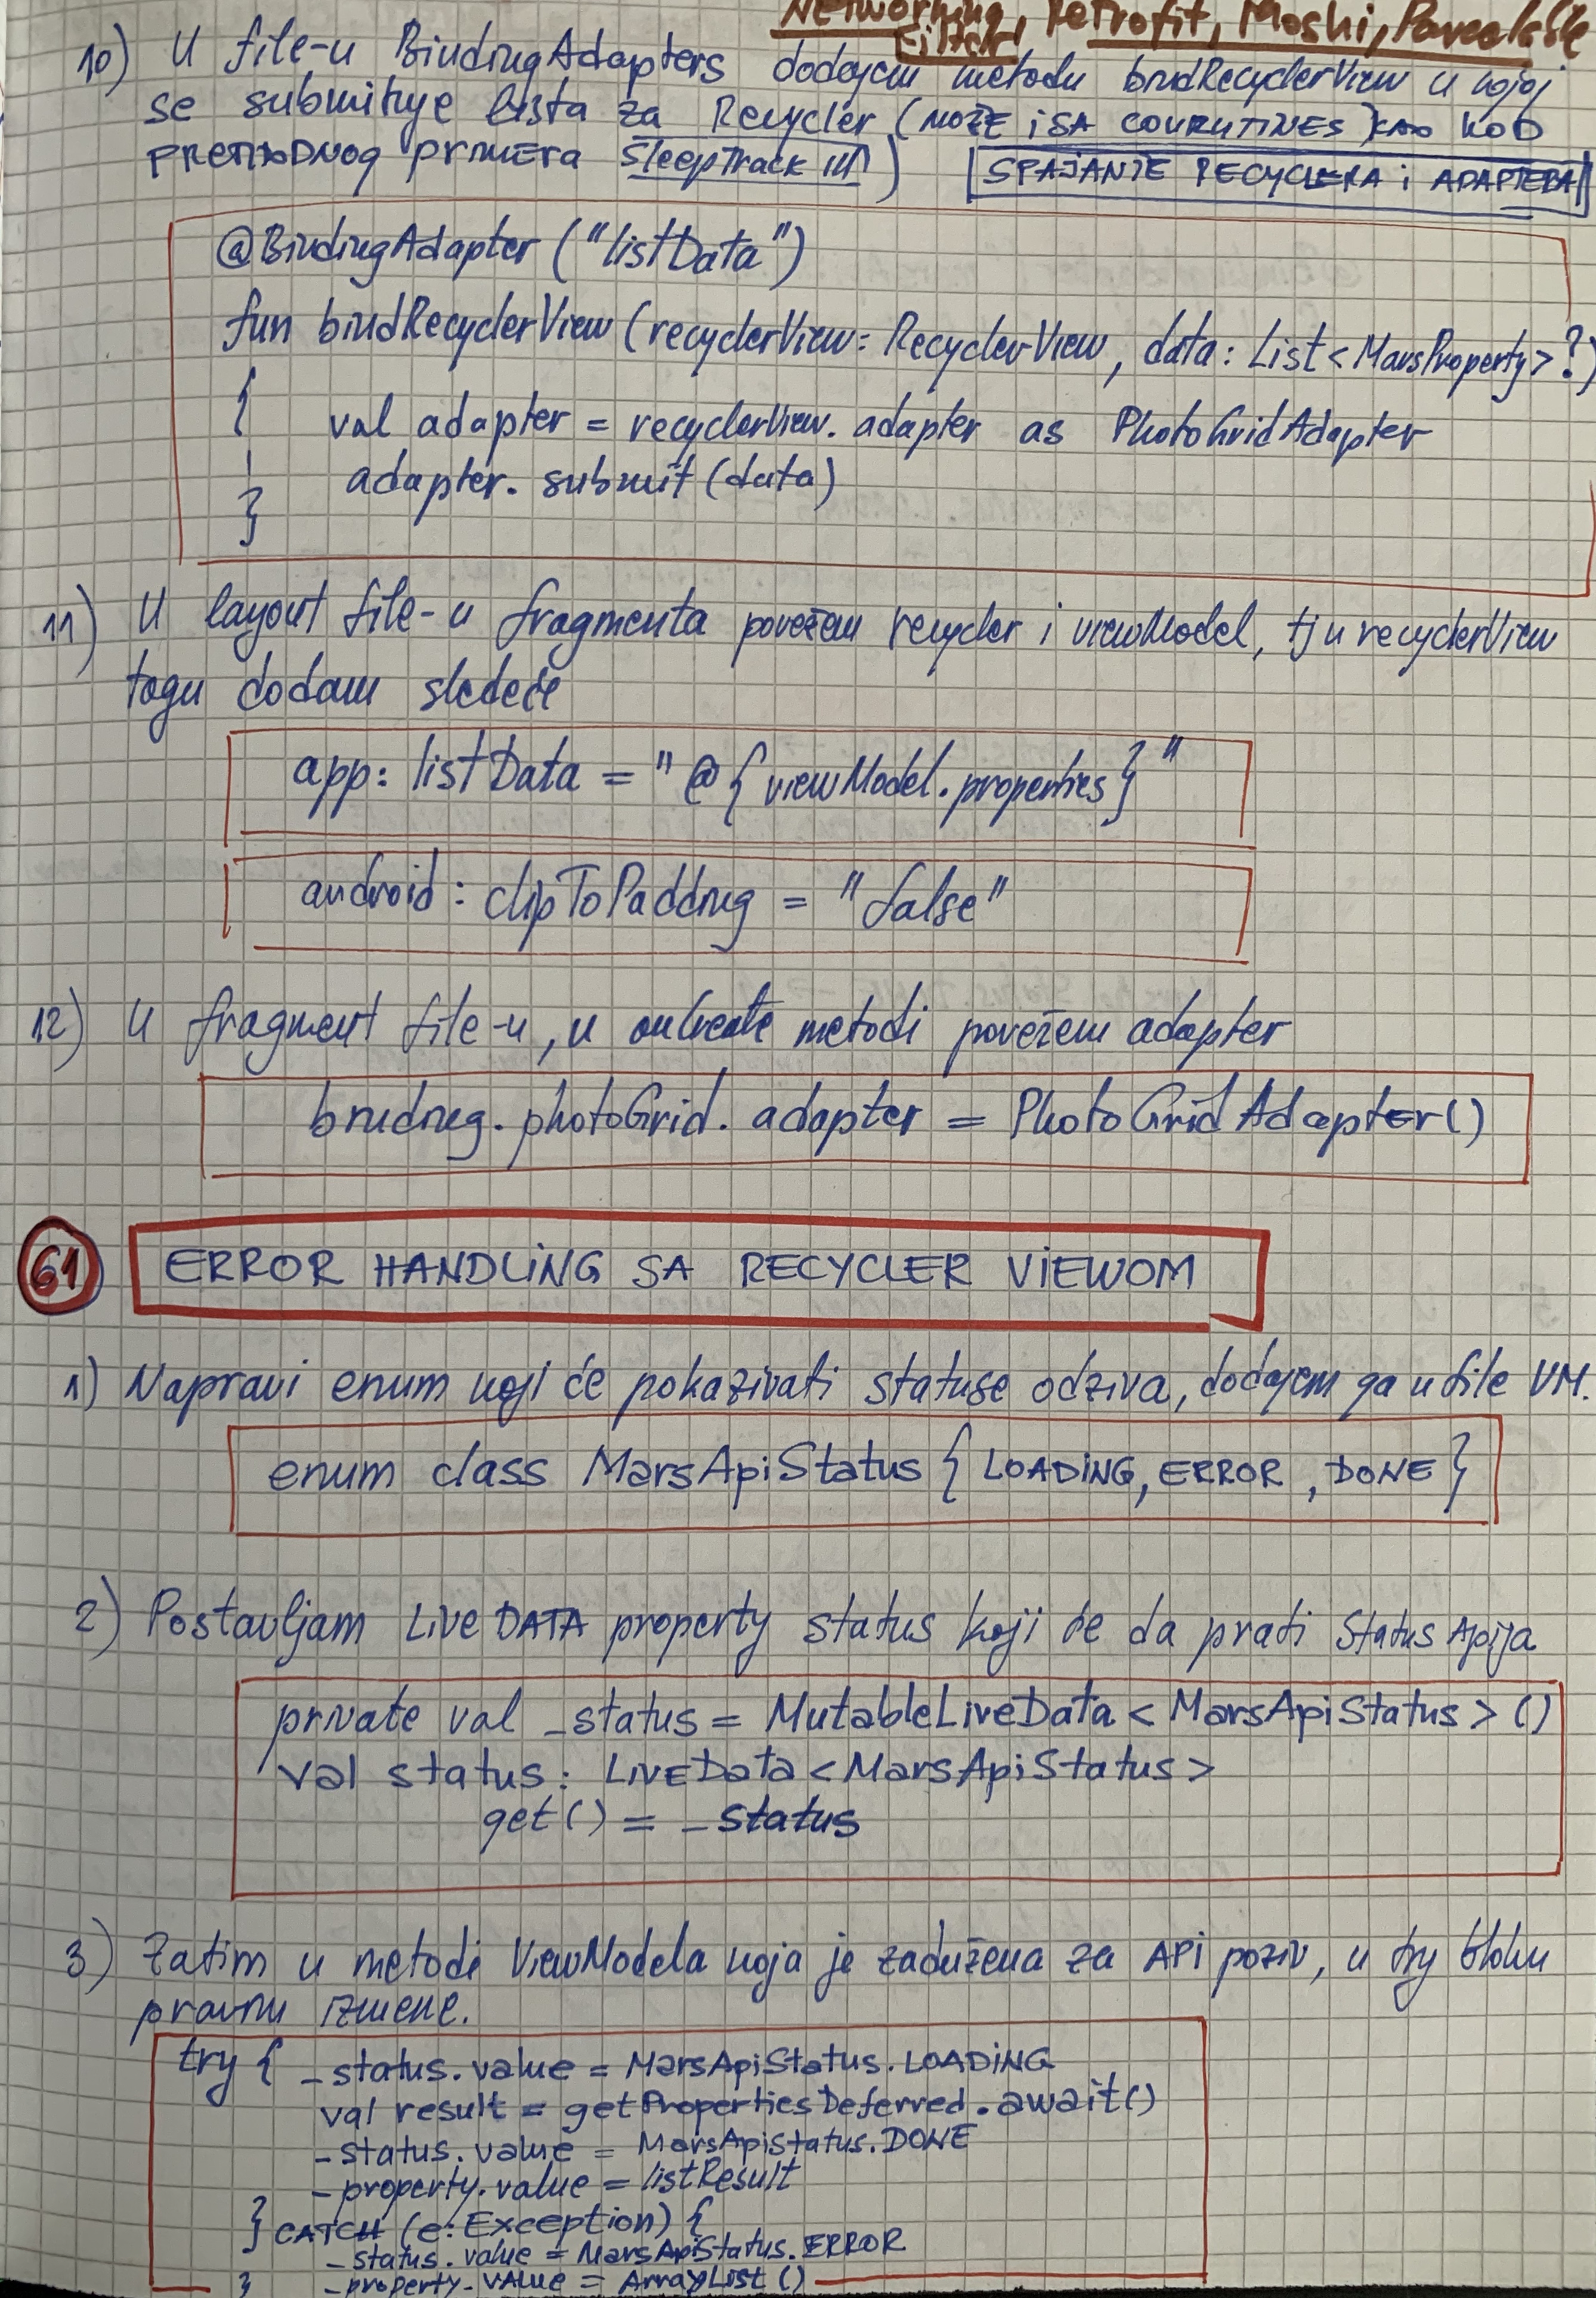 Networking, Retrofit, Moshi, Parcelable
Filter
10) U file-u BindingAdapters dodajem metodu bindRecyclerView u kojoj
se submituje lista za Recycler (MOŽE i SA COURUTINES) KAO KOD
PRETHODNOG PRIMERA SleepTrack III)
SPAJANJE RECYCLERA i ADAPTERA
@BindingAdapter ("listData")
fun bindRecyclerView (recyclerView: RecyclerView, data: List<MarsProperty>?)
{ val adapter = recyclerView. adapter as PhotoGridAdapter
adapter. submit (data)
}
11) U layout file-u fragmenta povežem recycler i viewModel, tj u recyclerView
tagu dodam sledeće
app: listData = "@{viewModel.properties}"
android: clipToPadding = "false"
12) U fragment file-u, u onCreate metodi povežem adapter
binding. photoGrid. adapter = PhotoGridAdapter()
61 ERROR HANDLING SA RECYCLER VIEWOM
1) Napravi enum koji će pokazivati statuse odziva, dodajem ga u file VM.
enum class MarsApiStatus { LOADING, ERROR, DONE }
2) Postavljam LIVE DATA property status koji će da prati Status Apija
private val _status = MutableLiveData<MarsApiStatus>()
val status: LIVEData<MarsApiStatus>
get() = _status
3) Zatim u metodi ViewModela koja je zadužena za API poziv, u try bloku
pravim izmene.
try { _status.value = MarsApiStatus.LOADING
val result = getPropertiesDeferred.await()
_status.value = MarsApiStatus.DONE
_property.value = listResult
} CATCH (e: Exception) {
_status.value = MarsApiStatus.ERROR
} _property.VALUE = ArrayList()